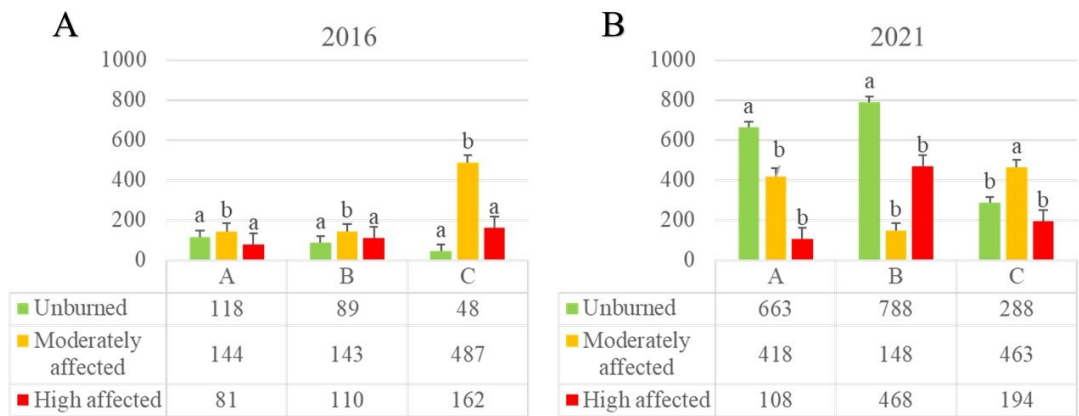 A
2016
1000
800
600
400
200
0
a b a
a b a
a b a
A B C
Unburned 118 89 48
Moderately
affected 144 143 487
High affected 81 110 162
B
2021
1000
800
600
400
200
0
a b b
a b b
b a b
A B C
Unburned 663 788 288
Moderately
affected 418 148 463
High affected 108 468 194